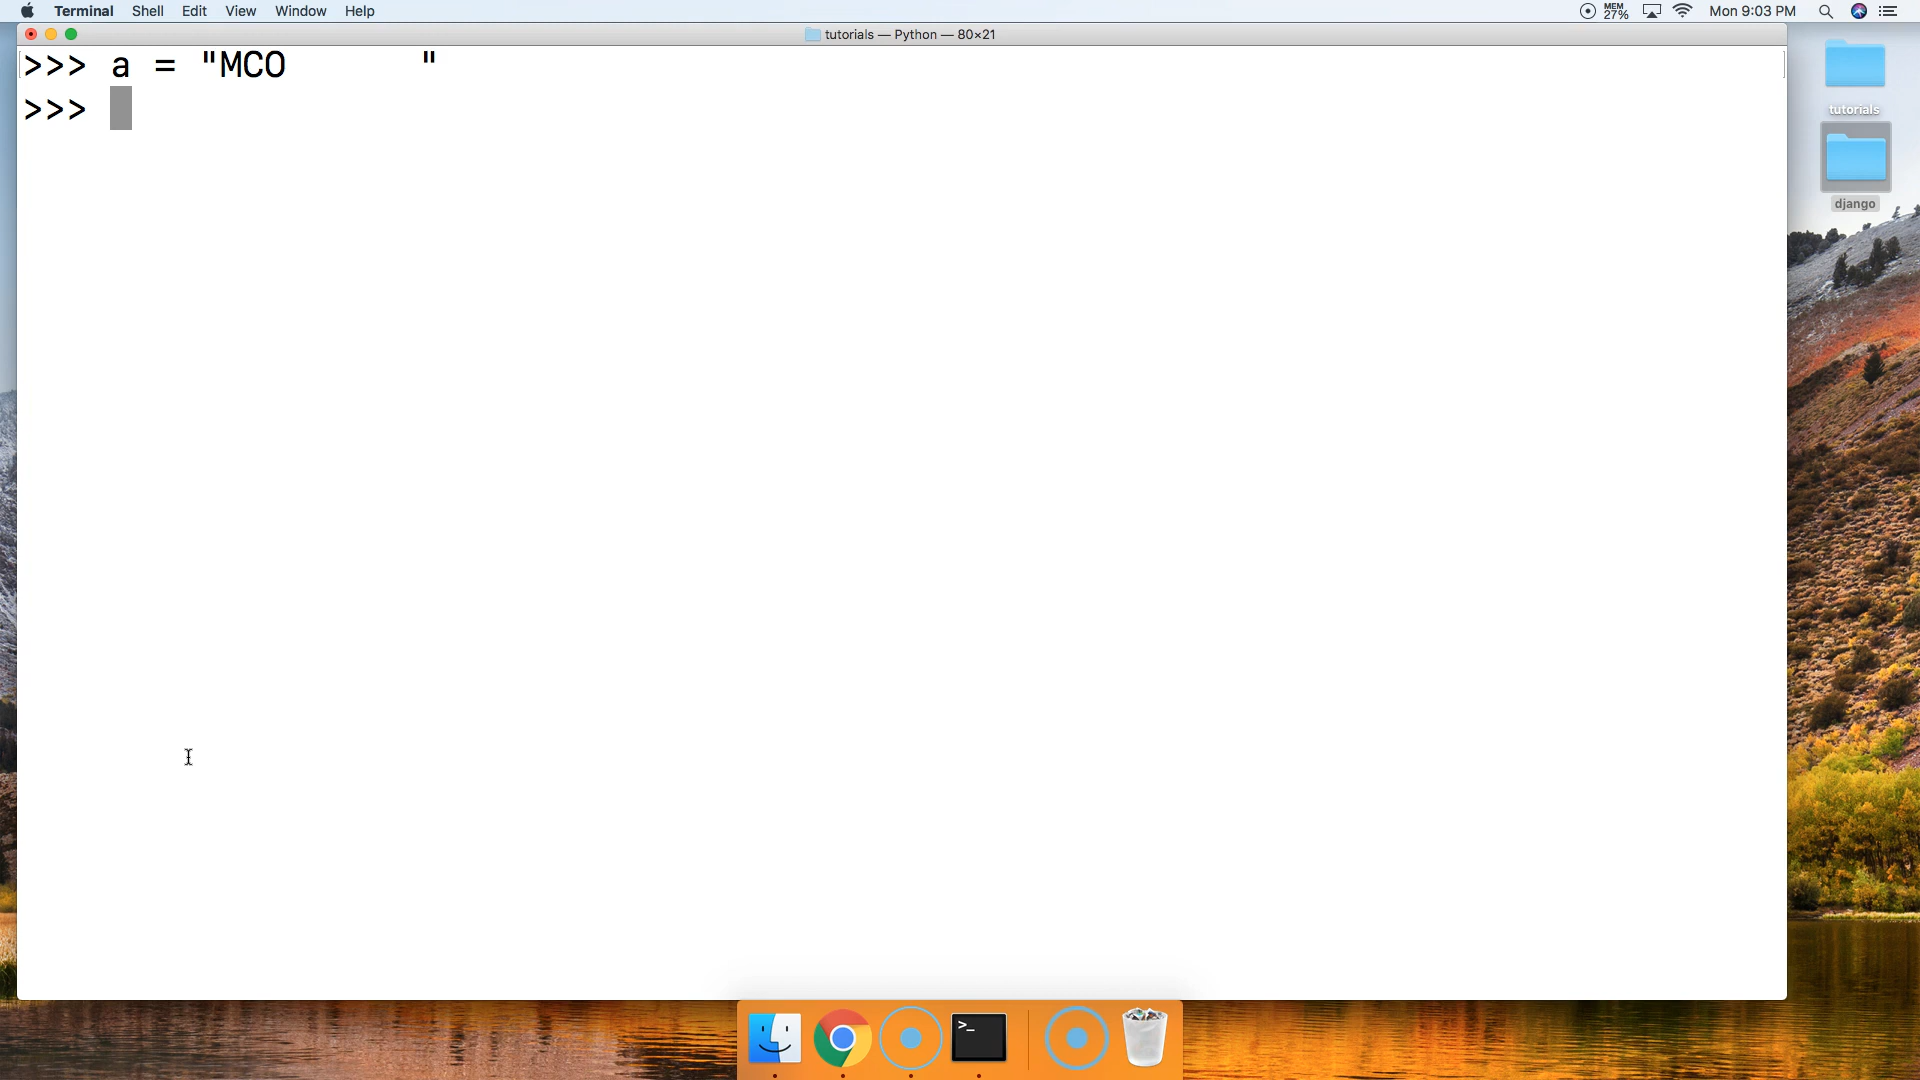 Terminal Shell Edit View Window Help MEM 27% Mon 9:03 PM
tutorials — Python — 80×21
>>> a = "MCO      "
>>>
tutorials
django
>_